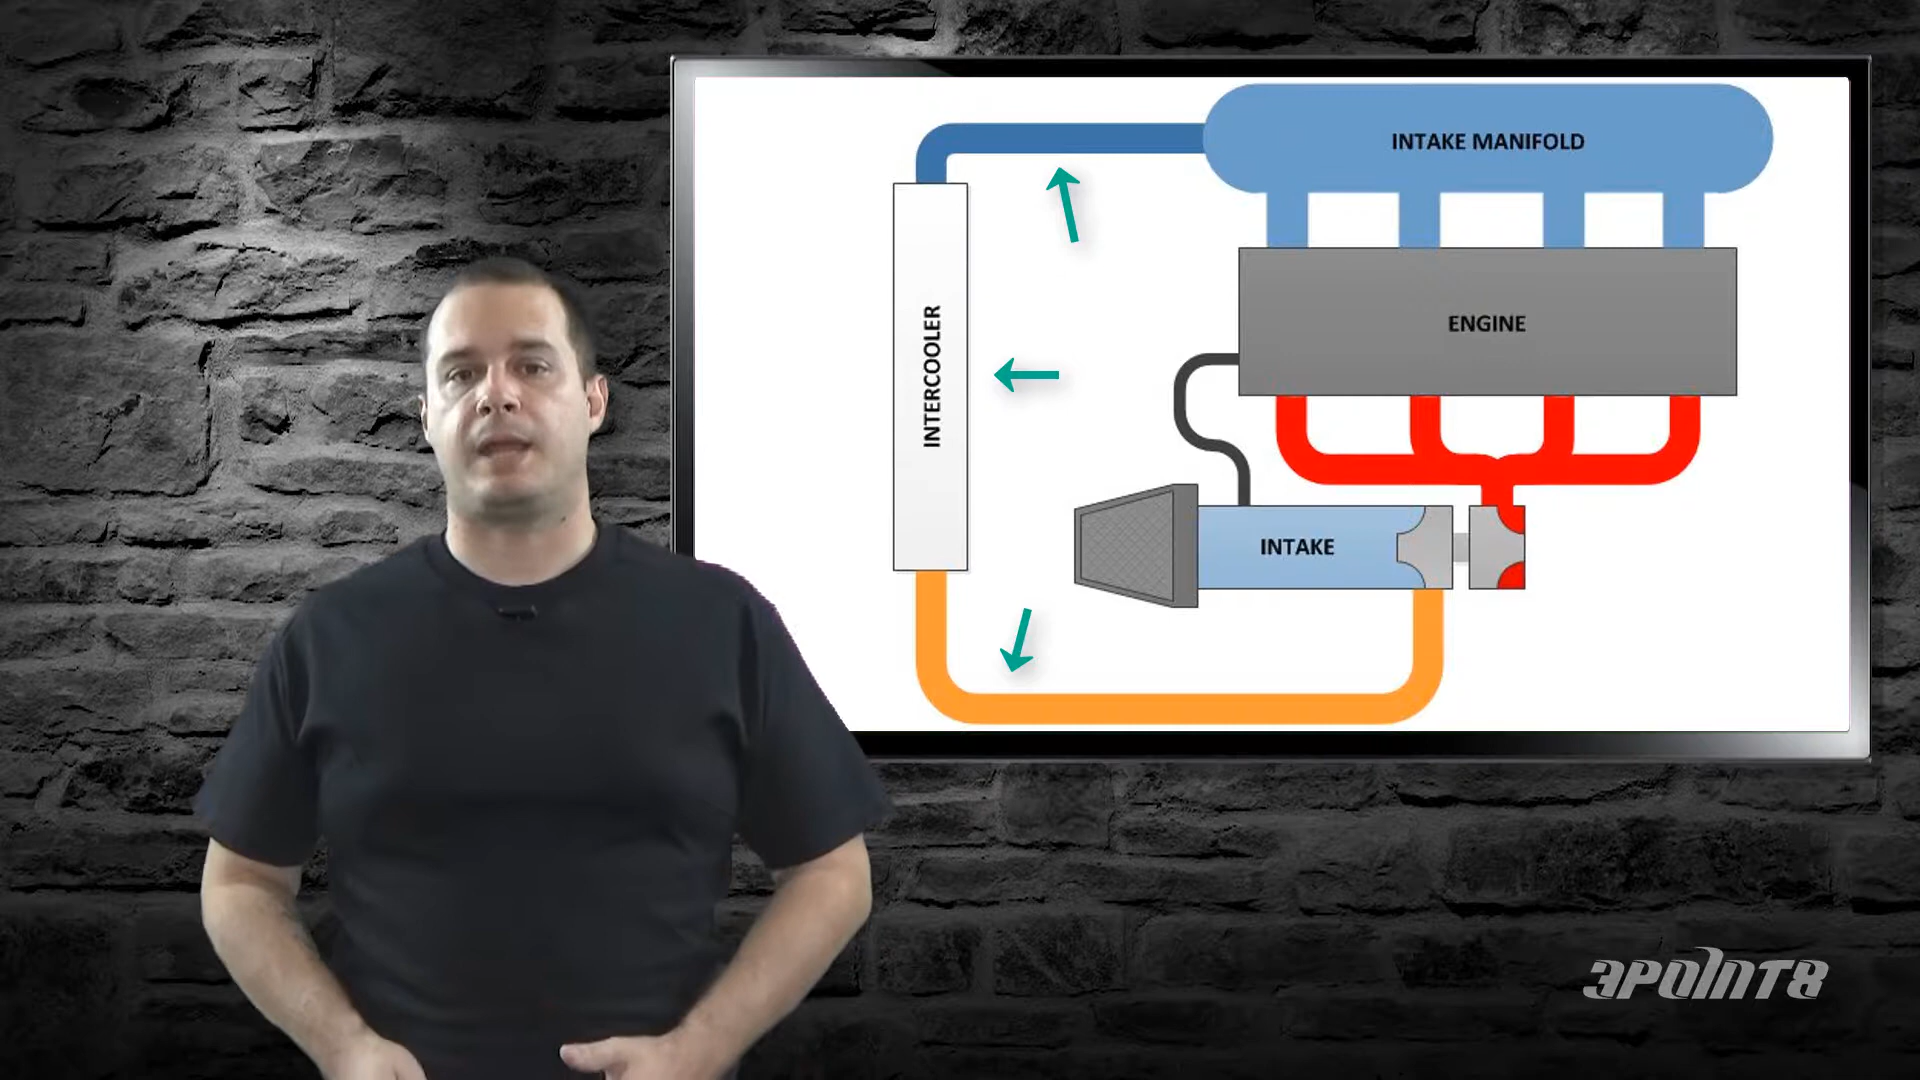 INTAKE MANIFOLD
ENGINE
INTERCOOLER
INTAKE
3POINT8